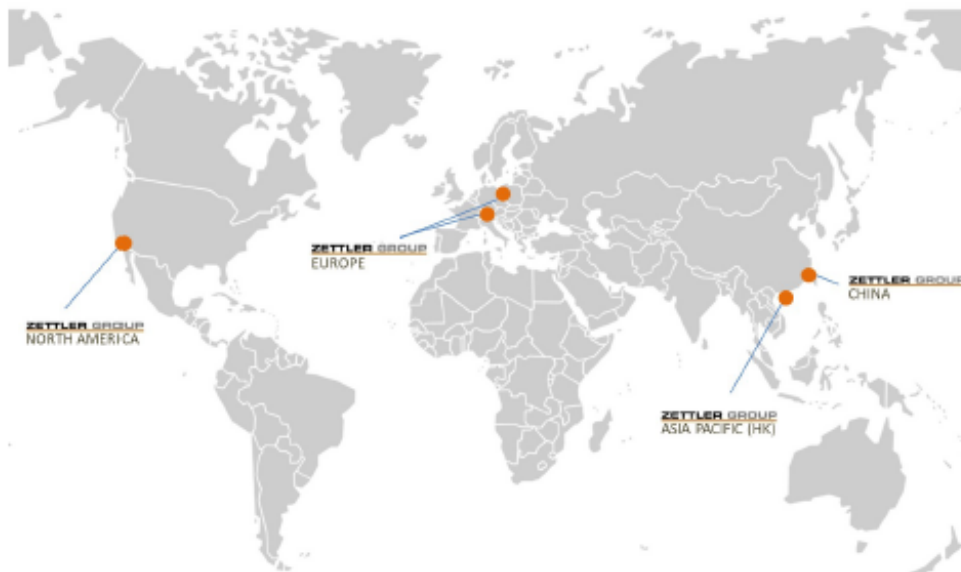 ZETTLER GROUP
EUROPE
ZETTLER GROUP
CHINA
ZETTLER GROUP
NORTH AMERICA
ZETTLER GROUP
ASIA PACIFIC (HK)